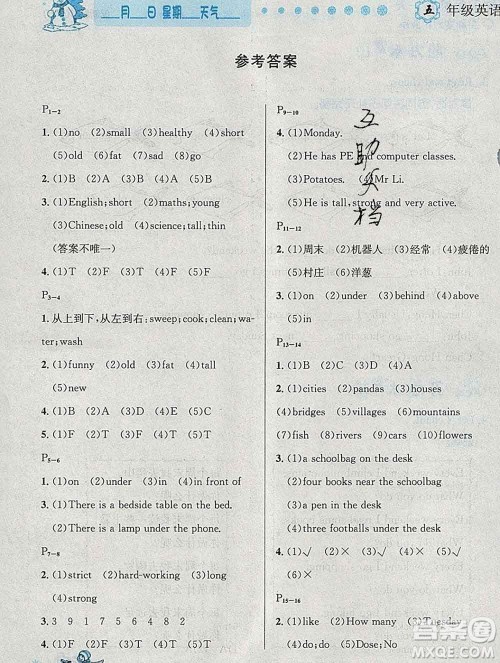 月 日 星期 天气
五 年级英语
参考答案
P1-2
1. (1)no (2)small (3)healthy (4)short
(5)old (6)fat (7)sad (8)go
2. (1)B (2)A (3)C (4)A (5)C
3. (1)English;short (2)maths;young
(3)Chinese;old (4)science;tall;thin
(答案不唯一)
4. (1)T (2)F (3)T (4)F (5)F
P3-4
1. 从上到下,从左到右:sweep;cook;clean;wa-
ter;wash
2. (1)funny (2)old (3)fat (4)tall
(5)new
4. (1)B (2)D (3)E (4)A (5)C
5. (1)F (2)T (3)F (4)F (5)T
P5-6
2. (1)on (2)under (4)in (4)in front of
3. (1)There is a bedside table on the bed.
(2)There is a lamp under the phone.
P7-8
1. (1)strict (2)hard-working (3)long
(4)strong
3. 3 9 1 7 5 4 8 2
4. (1)F (2)T (3)F (4)T (5)T
P9-10
4. (1)Monday.
(2)He has PE and computer classes.
(3)Potatoes. (4)Mr Li.
(5)He is tall, strong and very active.
P11-12
2. (1)周末 (2)机器人 (3)经常 (4)疲倦的
(5)村庄 (6)洋葱
3. (1)on (2)under (3)behind (4)above
(5)in (6)over
P13-14
1. (1)B (2)C (3)D (4)A
2. (1)cities (2)pandas (3)houses
(4)bridges (5)villages (6)mountains
(7)fish (8)rivers (9)cars (10)flowers
3. (1)a schoolbag on the desk
(2)four books near the schoolbag
(3)a pen in the desk
(4)three footballs under the desk
4. (1)✓ (2)× (3)✓ (4)✓ (5)✓
(6)×
P15-16
1. (1)like (2)How many (3)Tuesday
(4)do;do (5)Dose;No
互
助
文
档